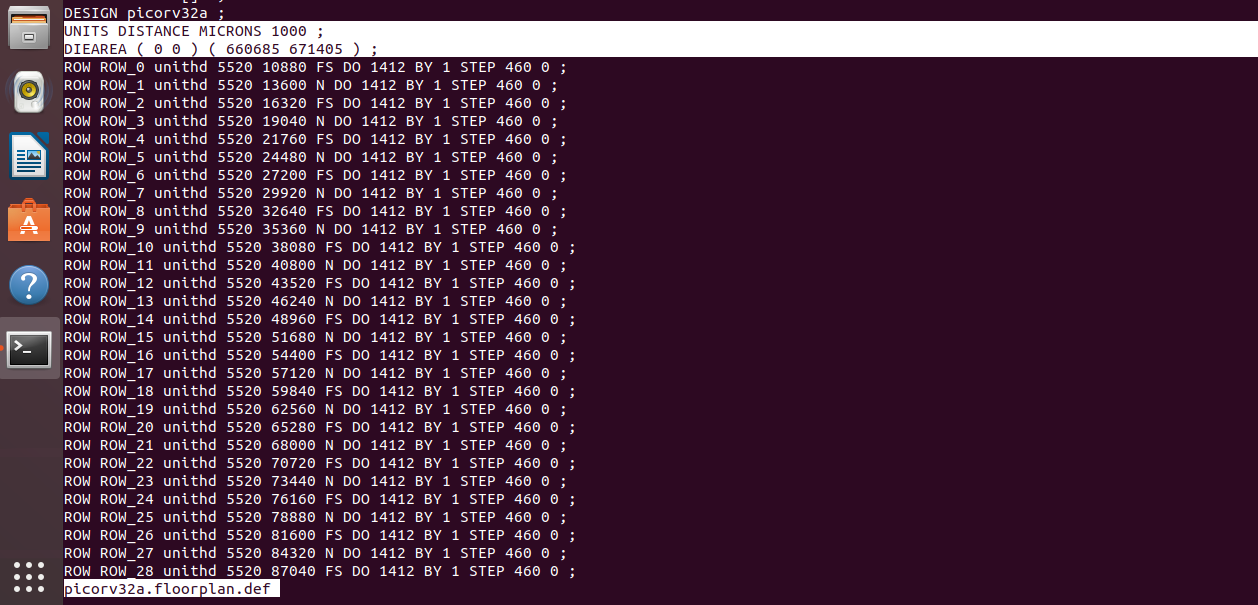 DESIGN picorv32a ;
UNITS DISTANCE MICRONS 1000 ;
DIEAREA ( 0 0 ) ( 660685 671405 ) ;
ROW ROW_0 unithd 5520 10880 FS DO 1412 BY 1 STEP 460 0 ;
ROW ROW_1 unithd 5520 13600 N DO 1412 BY 1 STEP 460 0 ;
ROW ROW_2 unithd 5520 16320 FS DO 1412 BY 1 STEP 460 0 ;
ROW ROW_3 unithd 5520 19040 N DO 1412 BY 1 STEP 460 0 ;
ROW ROW_4 unithd 5520 21760 FS DO 1412 BY 1 STEP 460 0 ;
ROW ROW_5 unithd 5520 24480 N DO 1412 BY 1 STEP 460 0 ;
ROW ROW_6 unithd 5520 27200 FS DO 1412 BY 1 STEP 460 0 ;
ROW ROW_7 unithd 5520 29920 N DO 1412 BY 1 STEP 460 0 ;
ROW ROW_8 unithd 5520 32640 FS DO 1412 BY 1 STEP 460 0 ;
ROW ROW_9 unithd 5520 35360 N DO 1412 BY 1 STEP 460 0 ;
ROW ROW_10 unithd 5520 38080 FS DO 1412 BY 1 STEP 460 0 ;
ROW ROW_11 unithd 5520 40800 N DO 1412 BY 1 STEP 460 0 ;
ROW ROW_12 unithd 5520 43520 FS DO 1412 BY 1 STEP 460 0 ;
ROW ROW_13 unithd 5520 46240 N DO 1412 BY 1 STEP 460 0 ;
ROW ROW_14 unithd 5520 48960 FS DO 1412 BY 1 STEP 460 0 ;
ROW ROW_15 unithd 5520 51680 N DO 1412 BY 1 STEP 460 0 ;
ROW ROW_16 unithd 5520 54400 FS DO 1412 BY 1 STEP 460 0 ;
ROW ROW_17 unithd 5520 57120 N DO 1412 BY 1 STEP 460 0 ;
ROW ROW_18 unithd 5520 59840 FS DO 1412 BY 1 STEP 460 0 ;
ROW ROW_19 unithd 5520 62560 N DO 1412 BY 1 STEP 460 0 ;
ROW ROW_20 unithd 5520 65280 FS DO 1412 BY 1 STEP 460 0 ;
ROW ROW_21 unithd 5520 68000 N DO 1412 BY 1 STEP 460 0 ;
ROW ROW_22 unithd 5520 70720 FS DO 1412 BY 1 STEP 460 0 ;
ROW ROW_23 unithd 5520 73440 N DO 1412 BY 1 STEP 460 0 ;
ROW ROW_24 unithd 5520 76160 FS DO 1412 BY 1 STEP 460 0 ;
ROW ROW_25 unithd 5520 78880 N DO 1412 BY 1 STEP 460 0 ;
ROW ROW_26 unithd 5520 81600 FS DO 1412 BY 1 STEP 460 0 ;
ROW ROW_27 unithd 5520 84320 N DO 1412 BY 1 STEP 460 0 ;
ROW ROW_28 unithd 5520 87040 FS DO 1412 BY 1 STEP 460 0 ;
picorv32a.floorplan.def